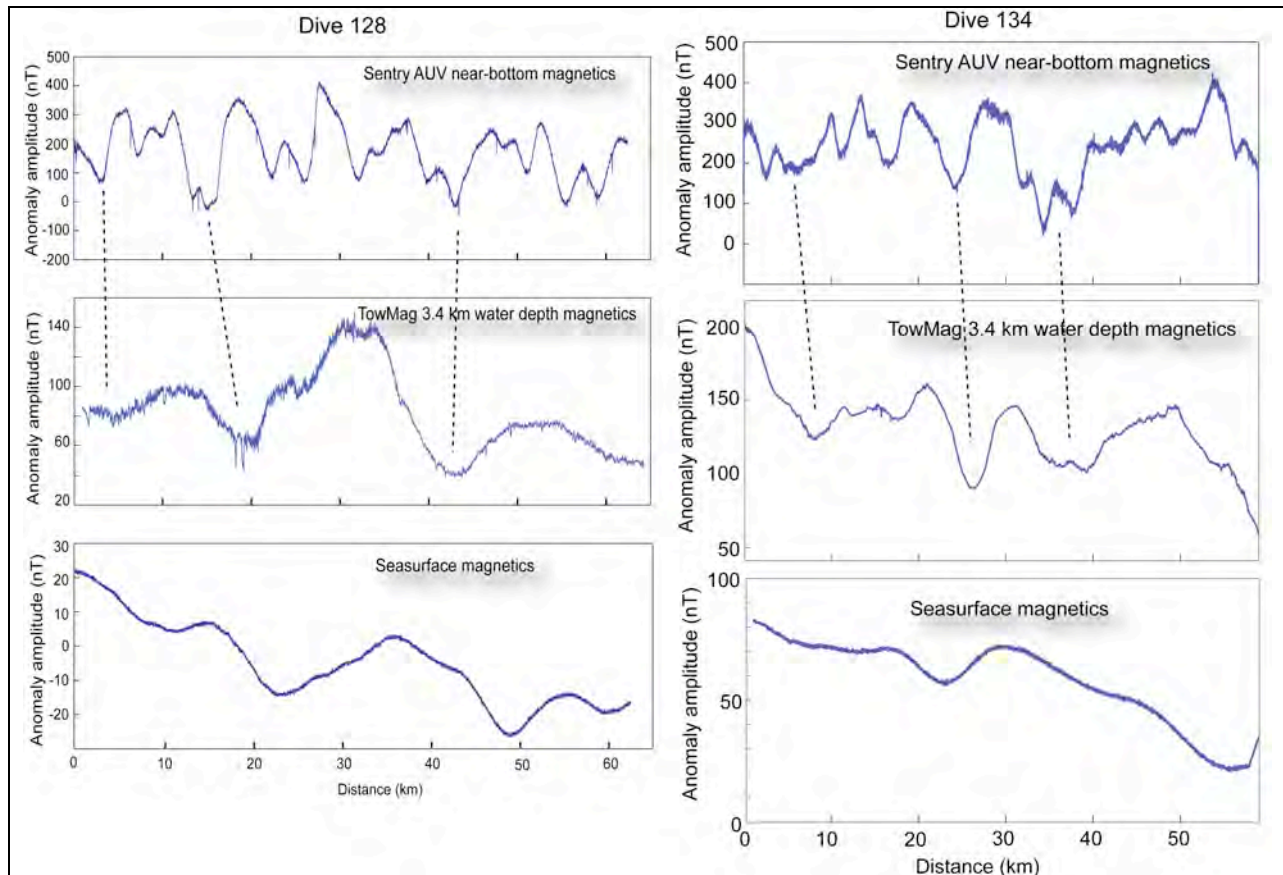 Dive 128
Sentry AUV near-bottom magnetics
Anomaly amplitude (nT)
500
400
300
200
100
0
-100
-200
TowMag 3.4 km water depth magnetics
Anomaly amplitude (nT)
140
100
60
20
Seasurface magnetics
Anomaly amplitude (nT)
30
20
10
0
-10
-20
0 10 20 30 40 50 60
Distance (km)
Dive 134
Sentry AUV near-bottom magnetics
Anomaly amplitude (nT)
500
400
300
200
100
0
TowMag 3.4 km water depth magnetics
Anomaly amplitude (nT)
200
150
100
50
Seasurface magnetics
Anomaly amplitude (nT)
100
50
0
0 10 20 30 40 50
Distance (km)